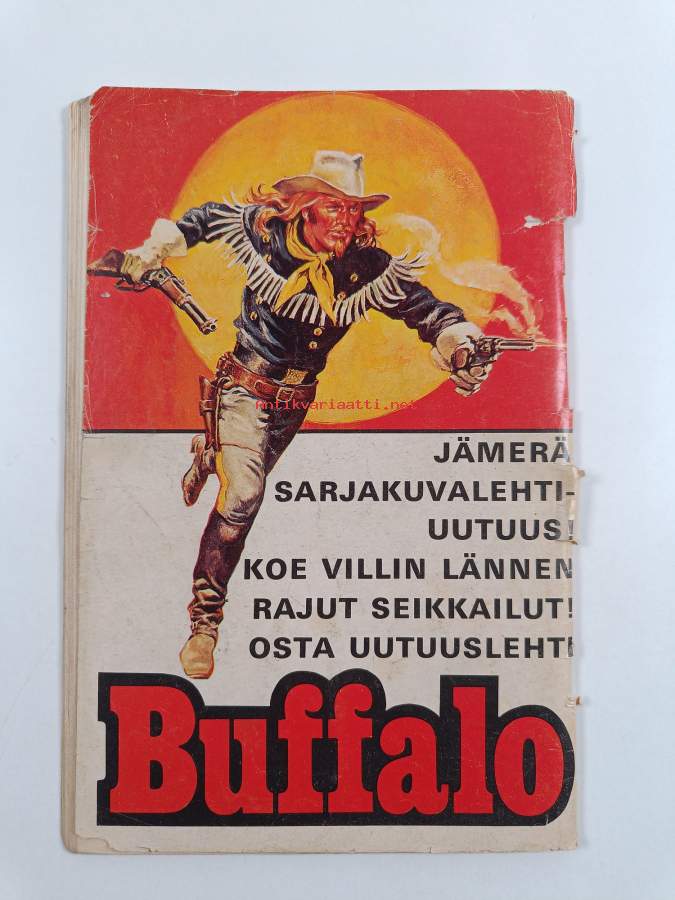 antikvariaatti.net
JÄMERÄ
SARJAKUVALEHTI-
UUTUUS!
KOE VILLIN LÄNNEN
RAJUT SEIKKAILUT!
OSTA UUTUUSLEHTI
Buffalo